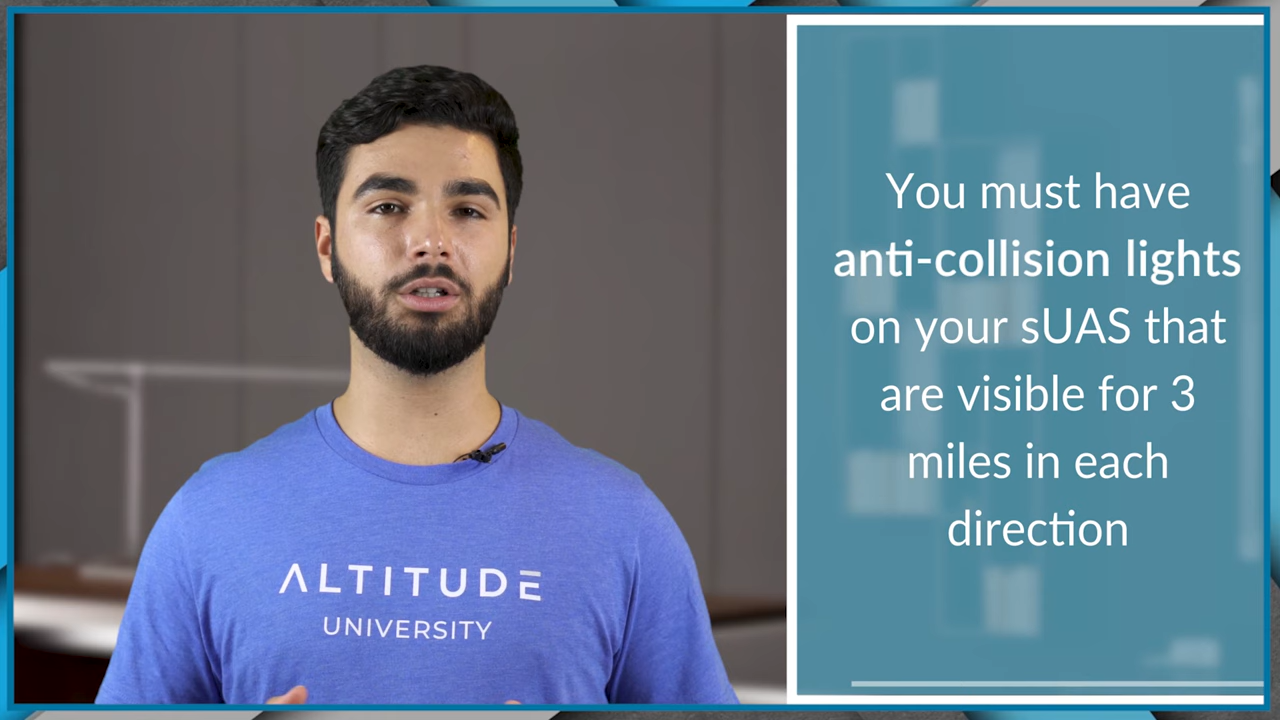 ALTITUDE
UNIVERSITY
You must have
anti-collision lights
on your sUAS that
are visible for 3
miles in each
direction